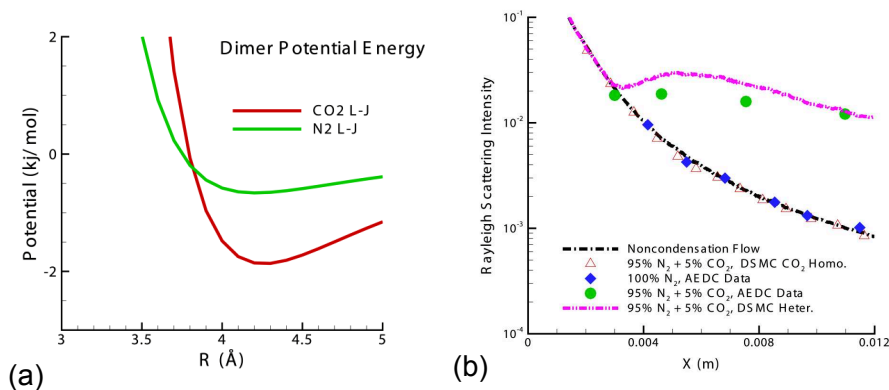 Dimer Potential Energy
CO2 L-J
N2 L-J
Potential (kj/mol)
2
0
-2
3
3.5
4
4.5
5
R (Å)
(a)
Rayleigh Scattering Intensity
10⁻¹
10⁻²
10⁻³
10⁻⁴
Noncondensation Flow
95% N₂ + 5% CO₂, DSMC CO₂ Homo.
100% N₂, AEDC Data
95% N₂ + 5% CO₂, AEDC Data
95% N₂ + 5% CO₂, DSMC Heter.
0
0.004
0.008
0.012
X (m)
(b)